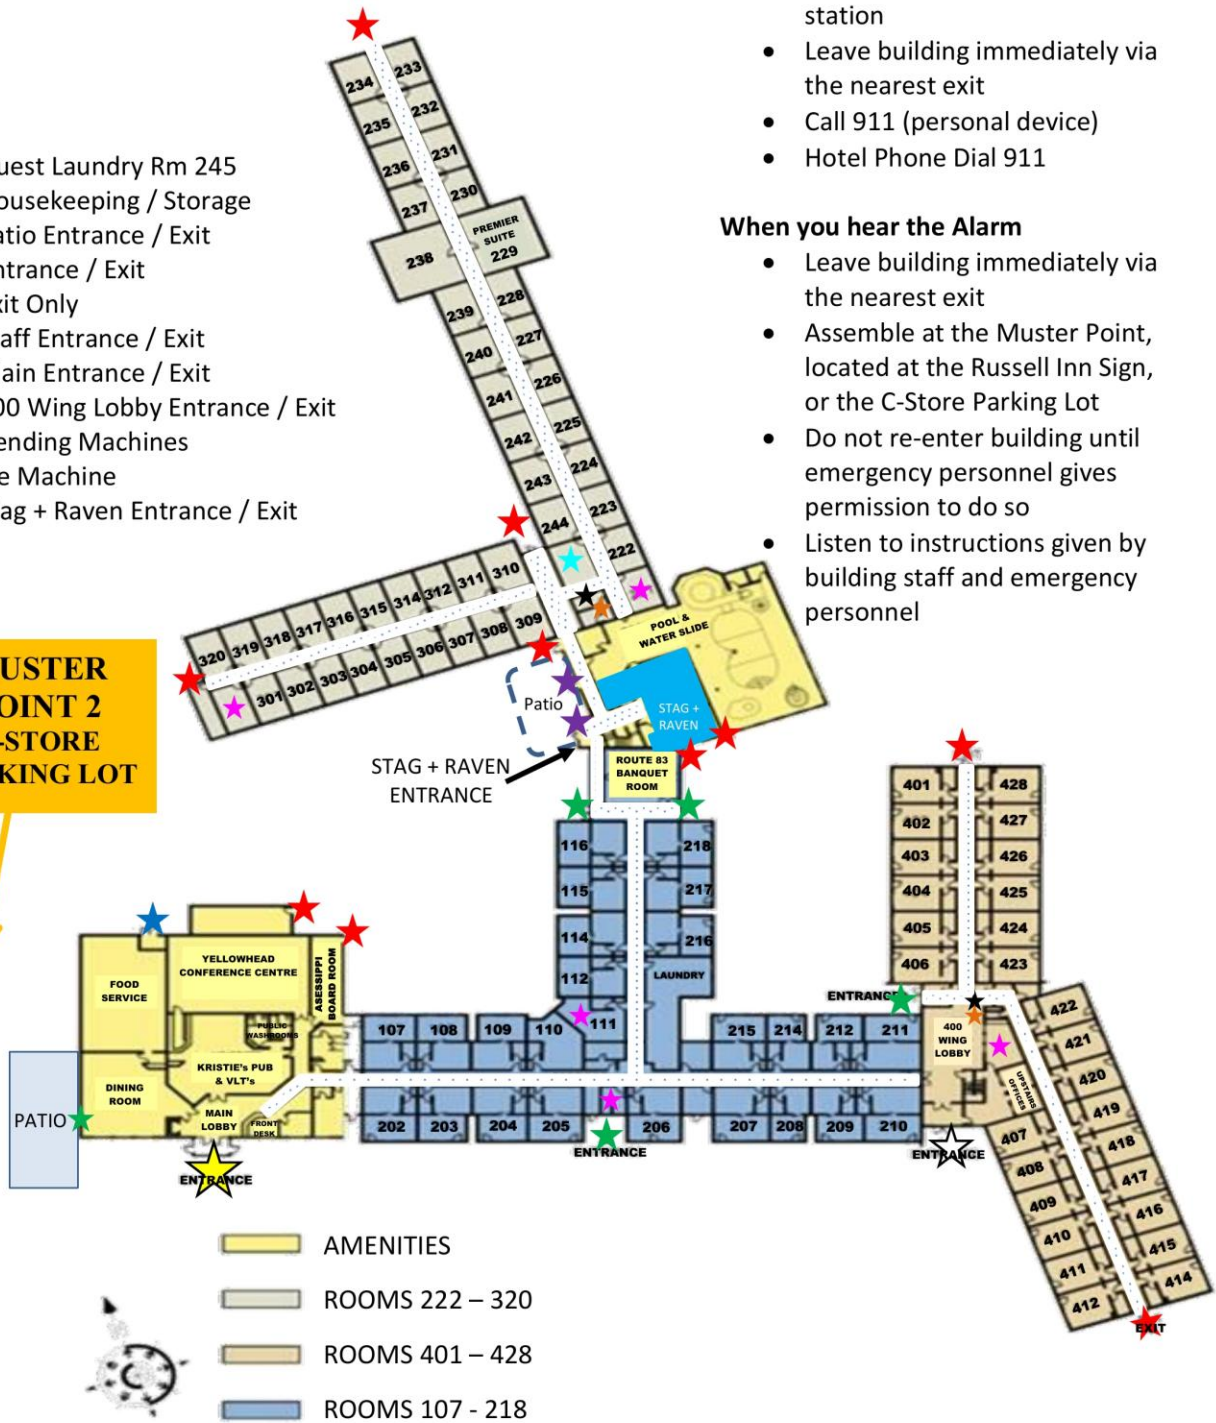 station
• Leave building immediately via
the nearest exit
• Call 911 (personal device)
• Hotel Phone Dial 911
When you hear the Alarm
• Leave building immediately via
the nearest exit
• Assemble at the Muster Point,
located at the Russell Inn Sign,
or the C-Store Parking Lot
• Do not re-enter building until
emergency personnel gives
permission to do so
• Listen to instructions given by
building staff and emergency
personnel
uest Laundry Rm 245
ousekeeping / Storage
atio Entrance / Exit
ntrance / Exit
xit Only
aff Entrance / Exit
ain Entrance / Exit
00 Wing Lobby Entrance / Exit
ending Machines
e Machine
ag + Raven Entrance / Exit
USTER
OINT 2
-STORE
KING LOT
234 233
235 232
236 231
237 230
238
PREMIER
SUITE
229
239 228
240 227
241 226
242 225
243 224
244 223
222
320 319 318 317 316 315 314 312 311 310
301 302 303 304 305 306 307 308 309
POOL &
WATER SLIDE
STAG +
RAVEN
Patio
STAG + RAVEN
ENTRANCE
ROUTE 83
BANQUET
ROOM
116 218
115 217
114 216
112 LAUNDRY
111
107 108 109 110
215 214 212 211
202 203 204 205 206 207 208 209 210
ENTRANCE
FOOD
SERVICE
YELLOWHEAD
CONFERENCE CENTRE
ASESSIPPI
BOARD ROOM
PUBLIC
WASHROOMS
KRISTIE's PUB
& VLT's
DINING
ROOM
MAIN
LOBBY
FRONT
DESK
PATIO
ENTRANCE
401 428
402 427
403 426
404 425
405 424
406 423
ENTRANCE
400
WING
LOBBY
UPSTAIRS
OFFICES
ENTRANCE
422
421
420
419
407 418
408 417
409 416
410 415
411 414
412
EXIT
AMENITIES
ROOMS 222 – 320
ROOMS 401 – 428
ROOMS 107 - 218